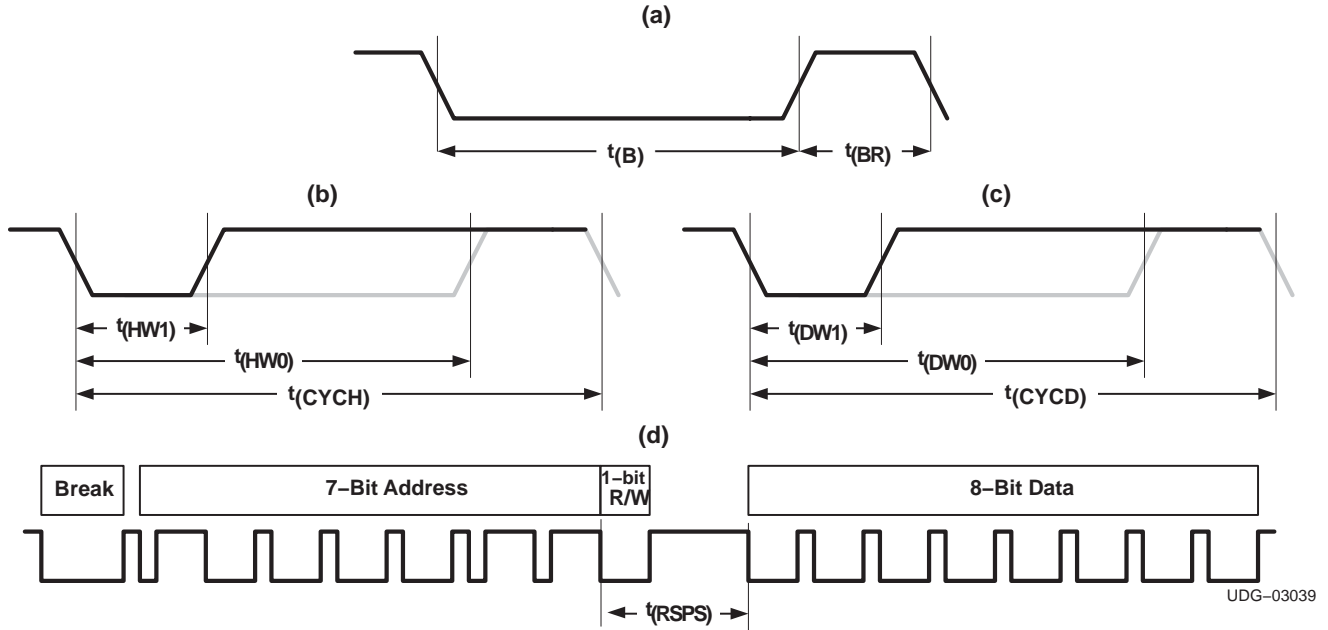 (a)
t(B)
t(BR)
(b)
(c)
t(HW1)
t(HW0)
t(CYCH)
t(DW1)
t(DW0)
t(CYCD)
(d)
Break
7−Bit Address
1−bit
R/W
8−Bit Data
t(RSPS)
UDG−03039